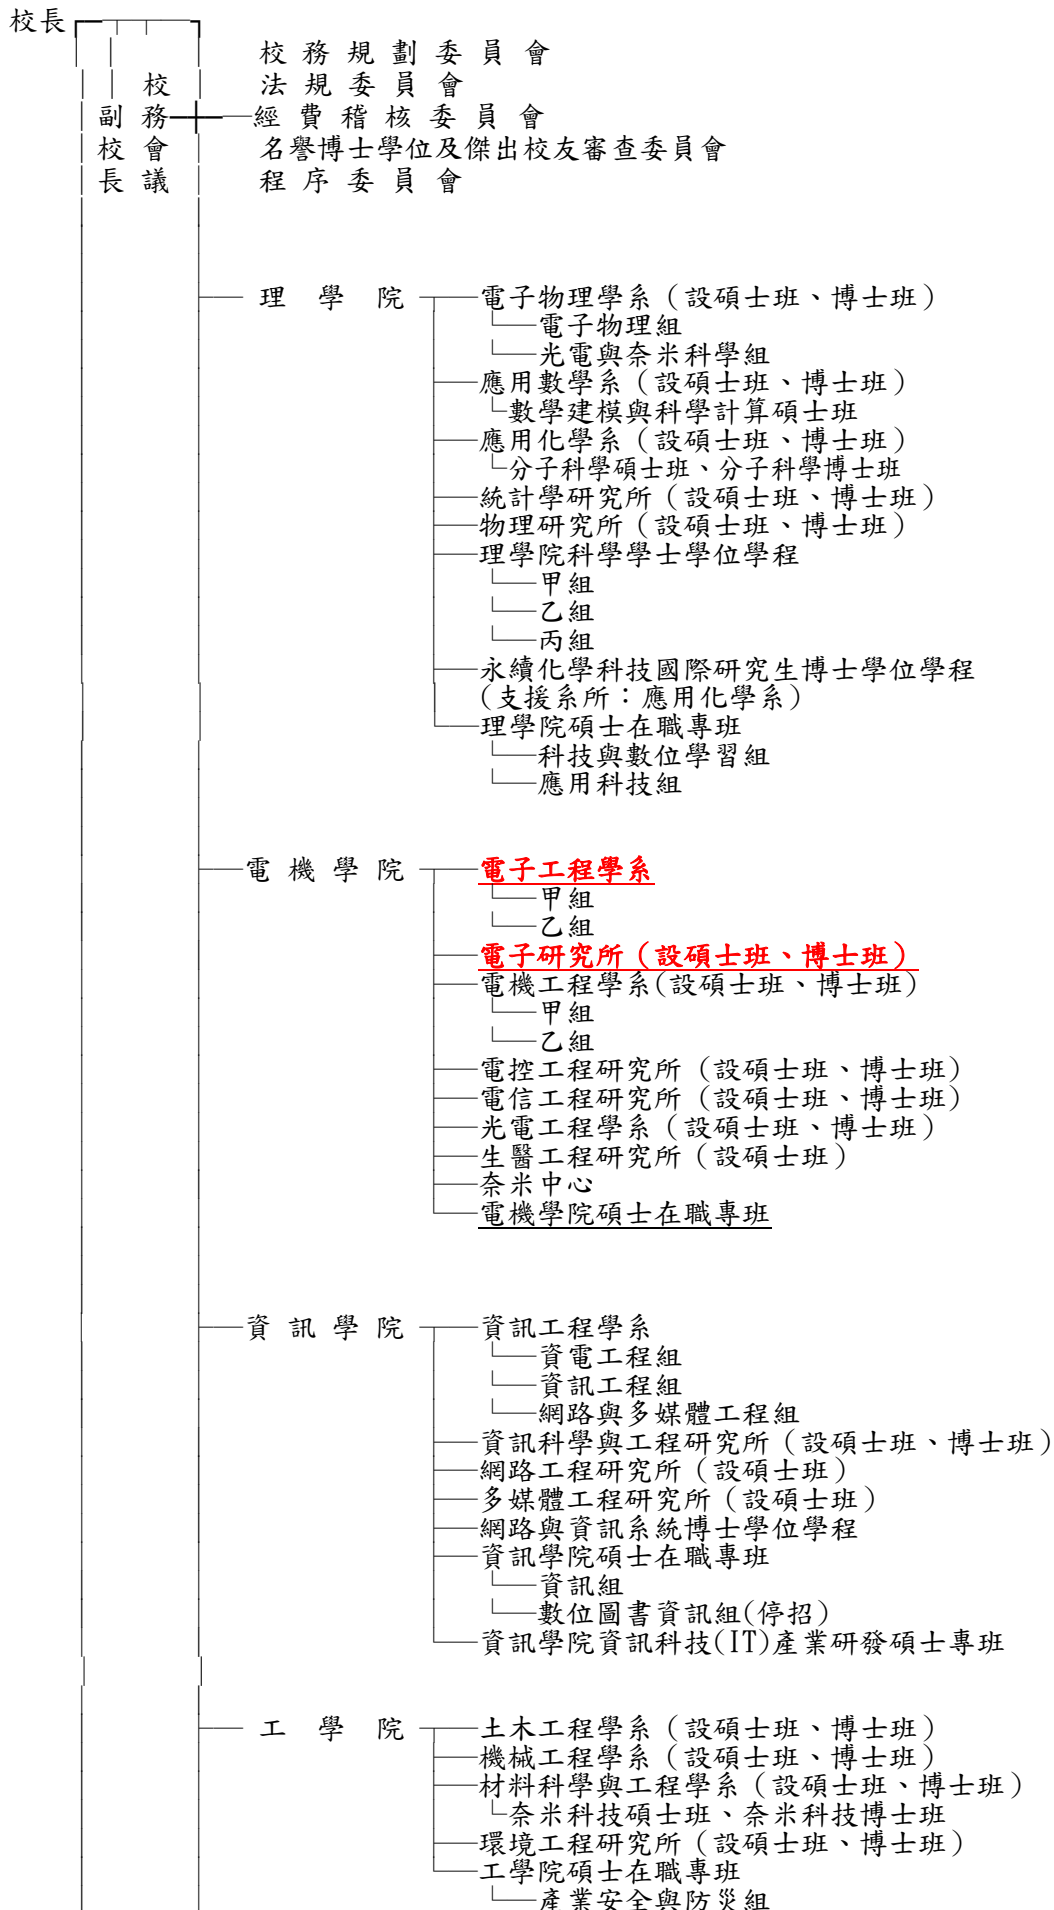 校長
校務規劃委員會
校 法規委員會
副 務 經費稽核委員會
校 會 名譽博士學位及傑出校友審查委員會
長 議 程序委員會
理學院 電子物理學系（設碩士班、博士班）
電子物理組
光電與奈米科學組
應用數學系（設碩士班、博士班）
數學建模與科學計算碩士班
應用化學系（設碩士班、博士班）
分子科學碩士班、分子科學博士班
統計學研究所（設碩士班、博士班）
物理研究所（設碩士班、博士班）
理學院科學學士學位學程
甲組
乙組
丙組
永續化學科技國際研究生博士學位學程
(支援系所：應用化學系)
理學院碩士在職專班
科技與數位學習組
應用科技組
電機學院 電子工程學系
甲組
乙組
電子研究所（設碩士班、博士班）
電機工程學系(設碩士班、博士班)
甲組
乙組
電控工程研究所（設碩士班、博士班）
電信工程研究所（設碩士班、博士班）
光電工程學系（設碩士班、博士班）
生醫工程研究所（設碩士班）
奈米中心
電機學院碩士在職專班
資訊學院 資訊工程學系
資電工程組
資訊工程組
網路與多媒體工程組
資訊科學與工程研究所（設碩士班、博士班）
網路工程研究所（設碩士班）
多媒體工程研究所（設碩士班）
網路與資訊系統博士學位學程
資訊學院碩士在職專班
資訊組
數位圖書資訊組(停招)
資訊學院資訊科技(IT)產業研發碩士專班
工學院 土木工程學系（設碩士班、博士班）
機械工程學系（設碩士班、博士班）
材料科學與工程學系（設碩士班、博士班）
奈米科技碩士班、奈米科技博士班
環境工程研究所（設碩士班、博士班）
工學院碩士在職專班
產業安全與防災組